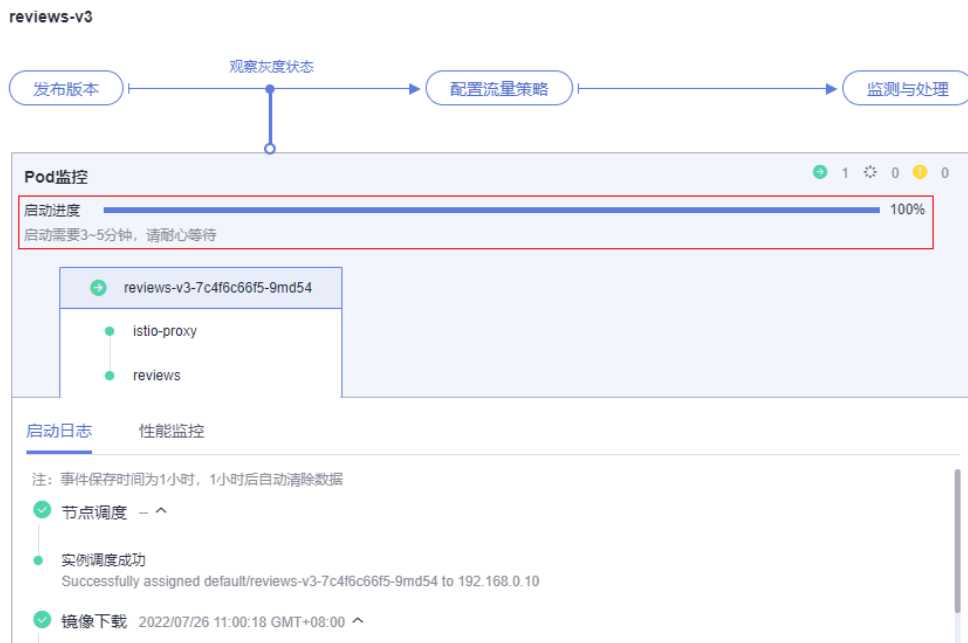 reviews-v3
观察灰度状态
发布版本
配置流量策略
监测与处理
Pod监控
1 0 0
启动进度 100%
启动需要3~5分钟，请耐心等待
reviews-v3-7c4f6c66f5-9md54
istio-proxy
reviews
启动日志 性能监控
注：事件保存时间为1小时，1小时后自动清除数据
节点调度 --
实例调度成功
Successfully assigned default/reviews-v3-7c4f6c66f5-9md54 to 192.168.0.10
镜像下载 2022/07/26 11:00:18 GMT+08:00